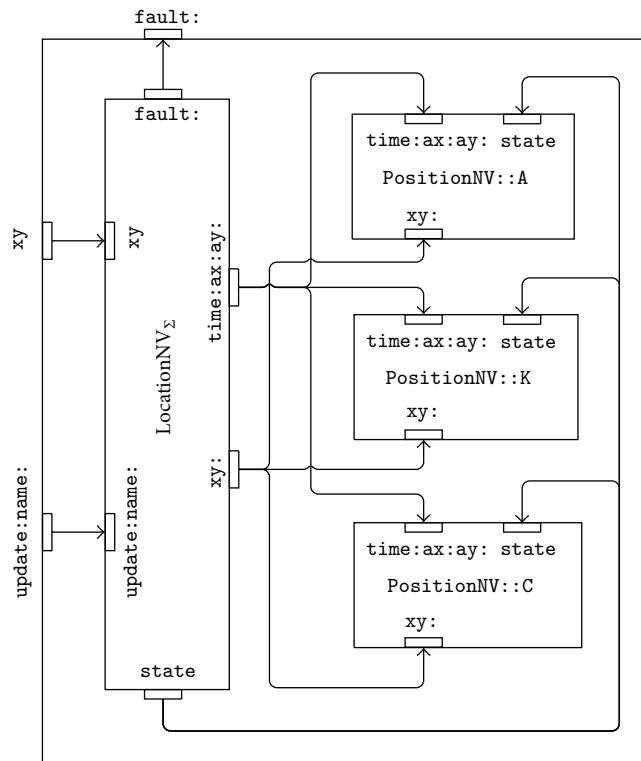 fault:
fault:
time:ax:ay: state
PositionNV::A
xy:
xy
xy
time:ax:ay:
LocationNV_Σ
time:ax:ay: state
PositionNV::K
xy:
xy:
update:name:
update:name:
time:ax:ay: state
PositionNV::C
xy:
state